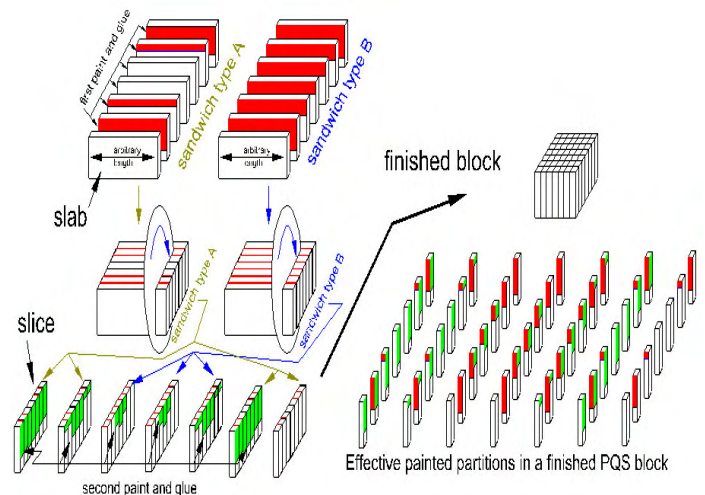 first paint and glue
sandwich type A
sandwich type B
arbitrary
length
arbitrary
length
slab
finished block
sandwich type A
sandwich type B
slice
second paint and glue
Effective painted partitions in a finished PQS block